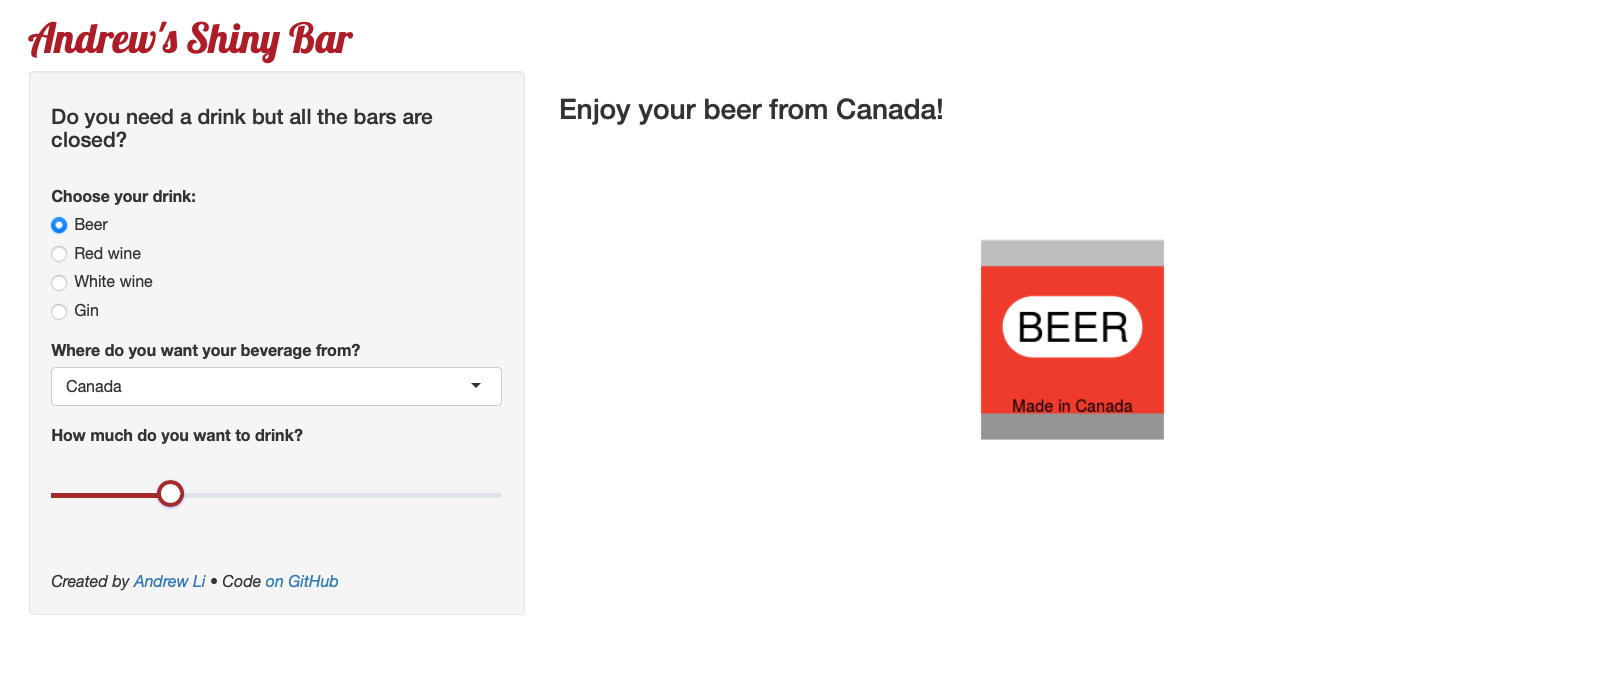 Andrew's Shiny Bar
Do you need a drink but all the bars are
closed?
Choose your drink:
Beer
Red wine
White wine
Gin
Where do you want your beverage from?
Canada
How much do you want to drink?
Created by Andrew Li • Code on GitHub
Enjoy your beer from Canada!
BEER
Made in Canada